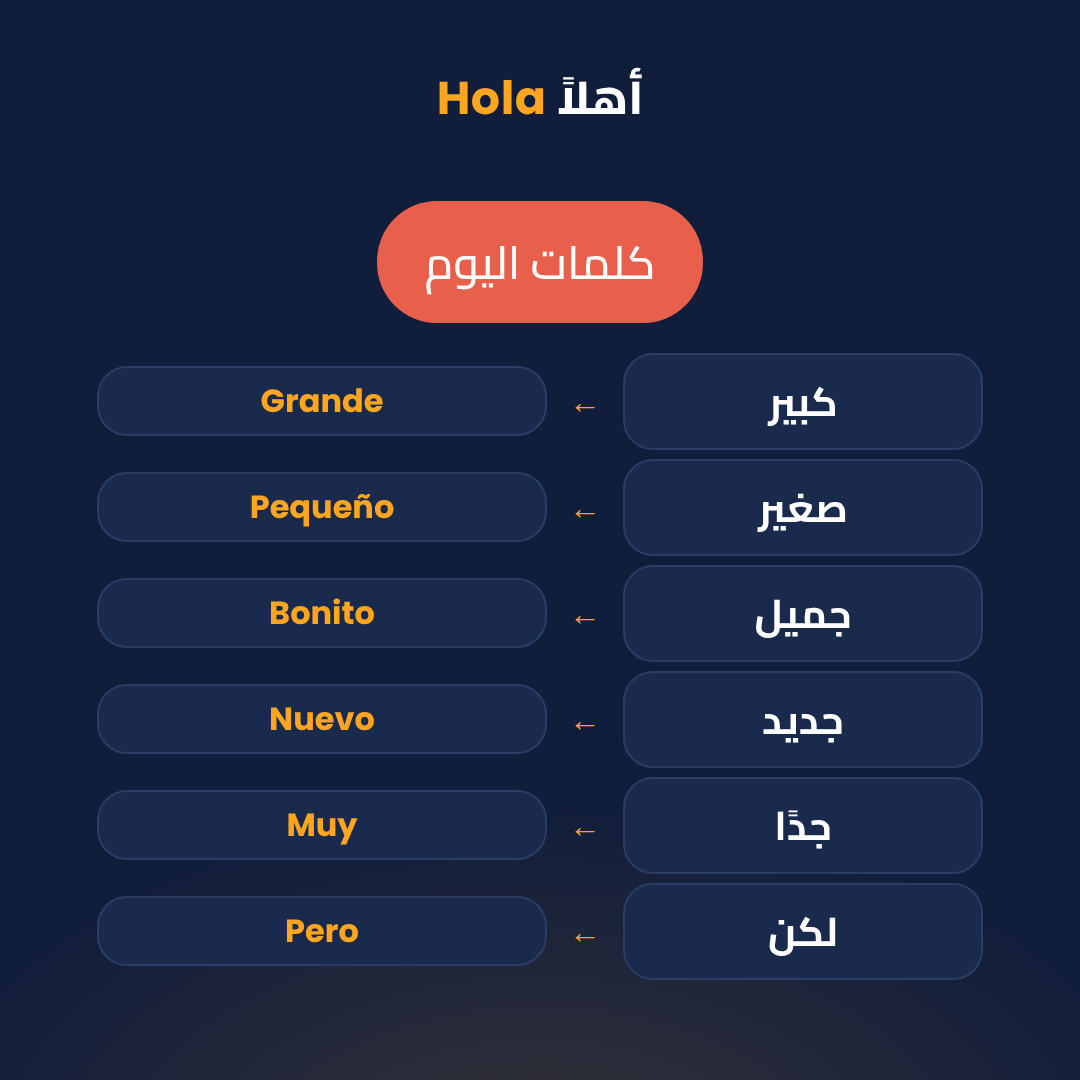 أهلاً Hola
كلمات اليوم
كبير ← Grande
صغير ← Pequeño
جميل ← Bonito
جديد ← Nuevo
جدًا ← Muy
لكن ← Pero